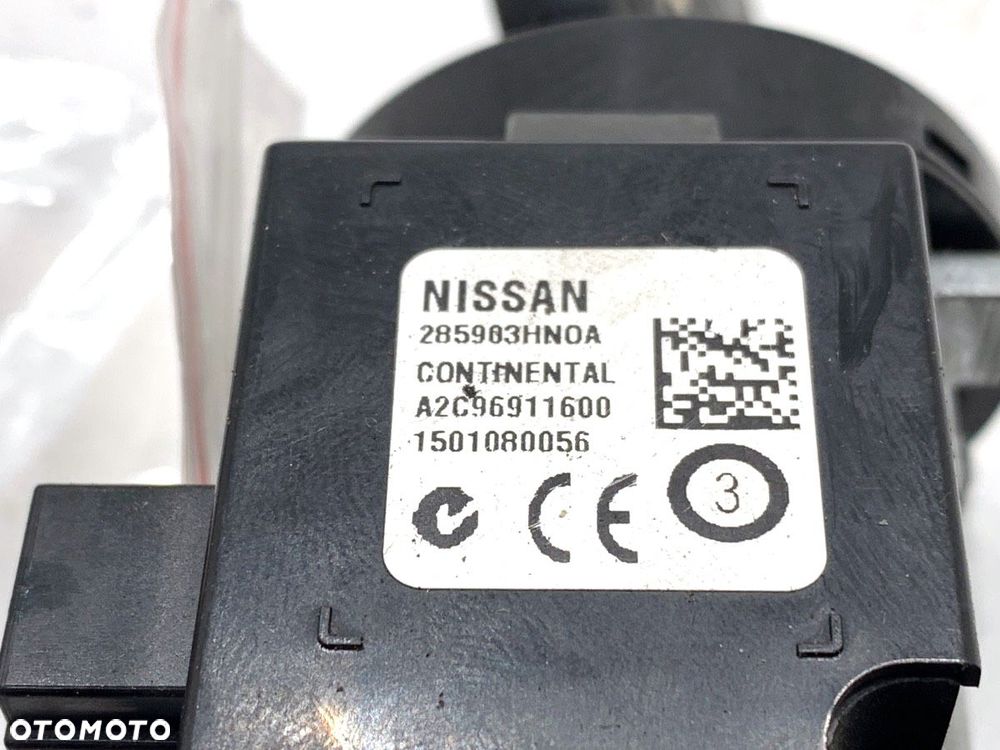 NISSAN
285903HN0A
CONTINENTAL
A2C96911600
1501080056
CE
3
OTOMOTO